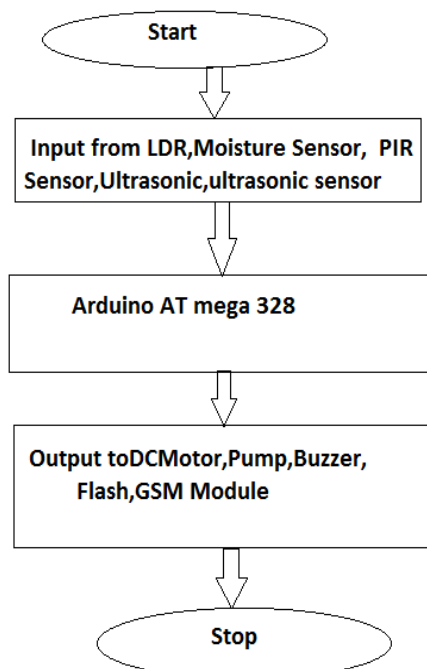 Start
Input from LDR,Moisture Sensor, PIR
Sensor,Ultrasonic,ultrasonic sensor
Arduino AT mega 328
Output toDCMotor,Pump,Buzzer,
Flash,GSM Module
Stop